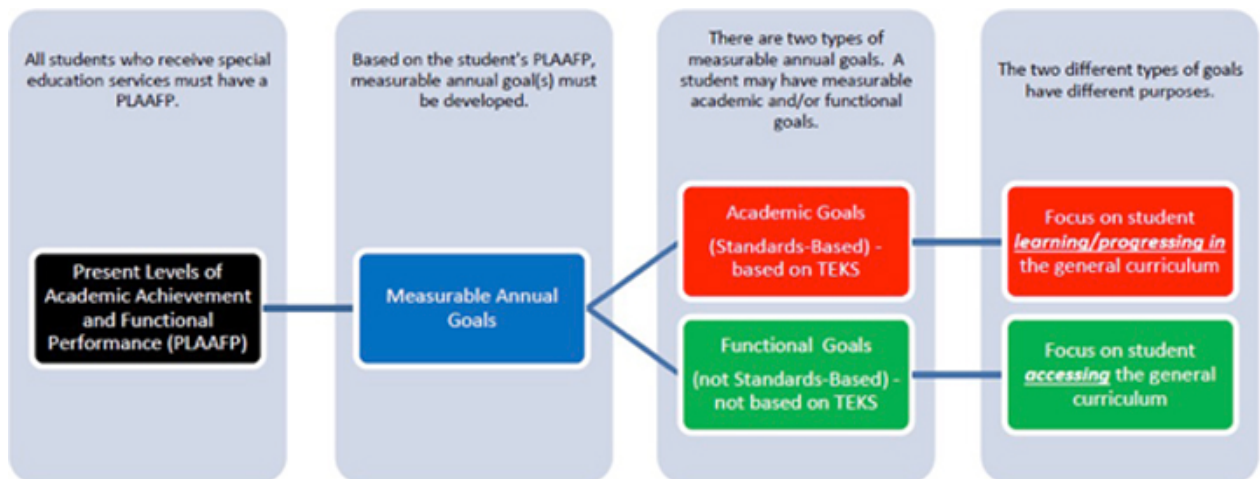 All students who receive special
education services must have a
PLAAFP.
Present Levels of
Academic Achievement
and Functional
Performance (PLAAFP)
Based on the student's PLAAFP,
measurable annual goal(s) must
be developed.
Measurable Annual
Goals
There are two types of
measurable annual goals. A
student may have measurable
academic and/or functional
goals.
Academic Goals
(Standards-Based) -
based on TEKS
Functional Goals
(not Standards-Based) -
not based on TEKS
The two different types of goals
have different purposes.
Focus on student
learning/progressing in
the general curriculum
Focus on student
accessing the general
curriculum